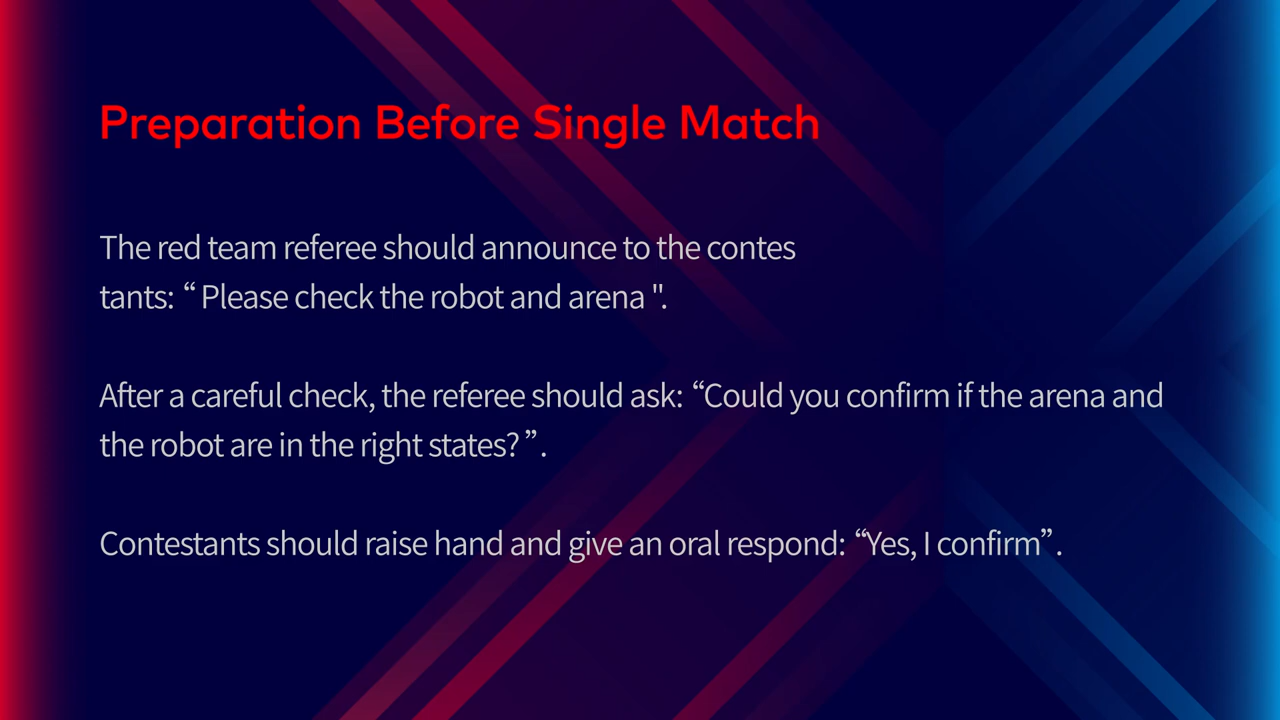 Preparation Before Single Match
The red team referee should announce to the contes
tants: “ Please check the robot and arena ".
After a careful check, the referee should ask: “Could you confirm if the arena and
the robot are in the right states? ”.
Contestants should raise hand and give an oral respond: “Yes, I confirm”.